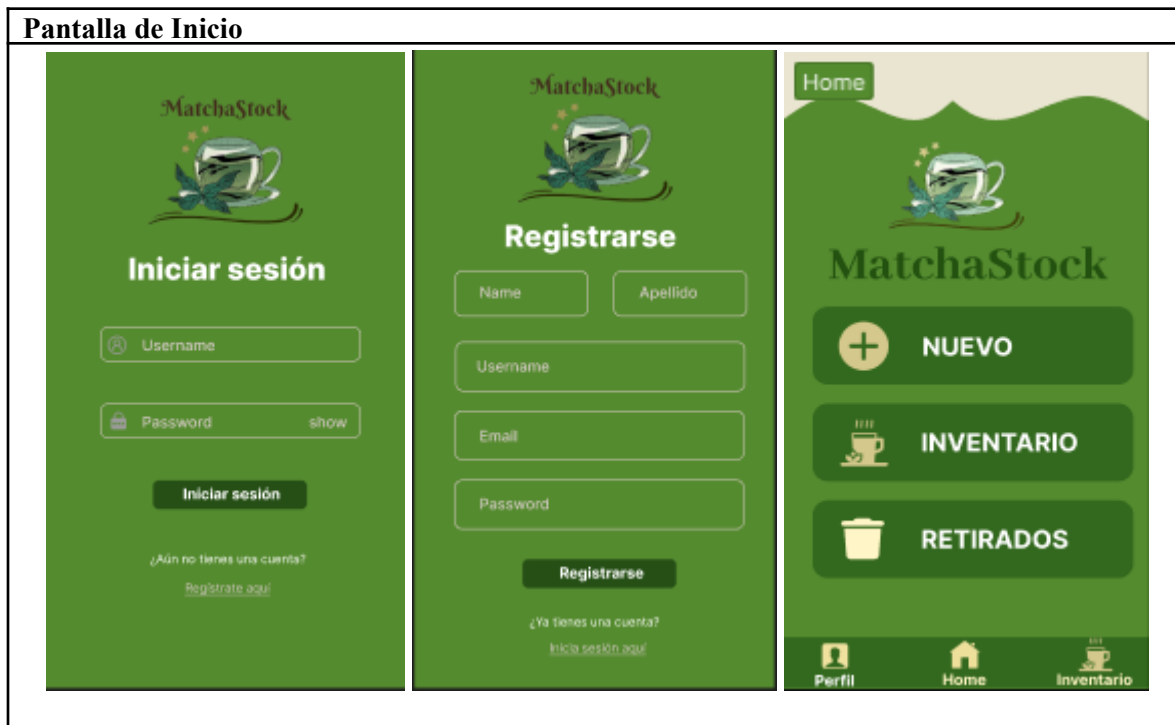 Pantalla de Inicio
MatchaStock
Iniciar sesión
Username
Password show
Iniciar sesión
¿Aún no tienes una cuenta?
Regístrate aquí
MatchaStock
Registrarse
Name Apellido
Username
Email
Password
Registrarse
¿Ya tienes una cuenta?
Inicia sesión aquí
Home
MatchaStock
NUEVO
INVENTARIO
RETIRADOS
Perfil Home Inventario